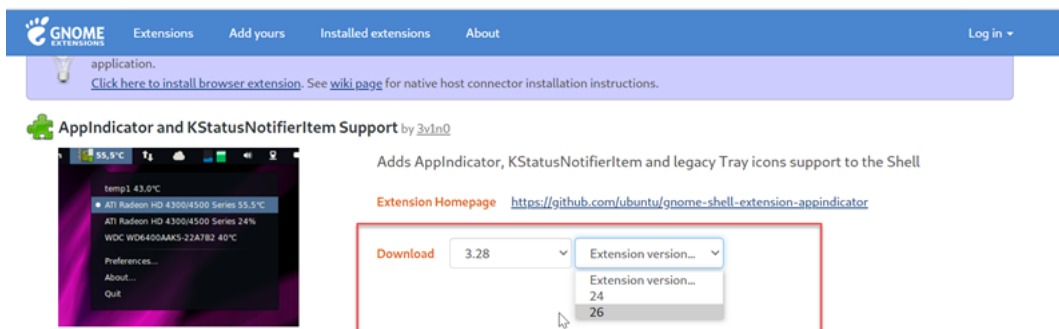 GNOME EXTENSIONS Extensions Add yours Installed extensions About Log in
application.
Click here to install browser extension. See wiki page for native host connector installation instructions.
AppIndicator and KStatusNotifierItem Support by 3v1n0
55,5°C
temp1 43.0°C
ATI Radeon HD 4300/4500 Series 55.5°C
ATI Radeon HD 4300/4500 Series 24%
WDC WD6400AAKS-22A7B2 40°C
Preferences...
About...
Quit
Adds AppIndicator, KStatusNotifierItem and legacy Tray icons support to the Shell
Extension Homepage https://github.com/ubuntu/gnome-shell-extension-appindicator
Download 3.28 Extension version...
Extension version...
24
26